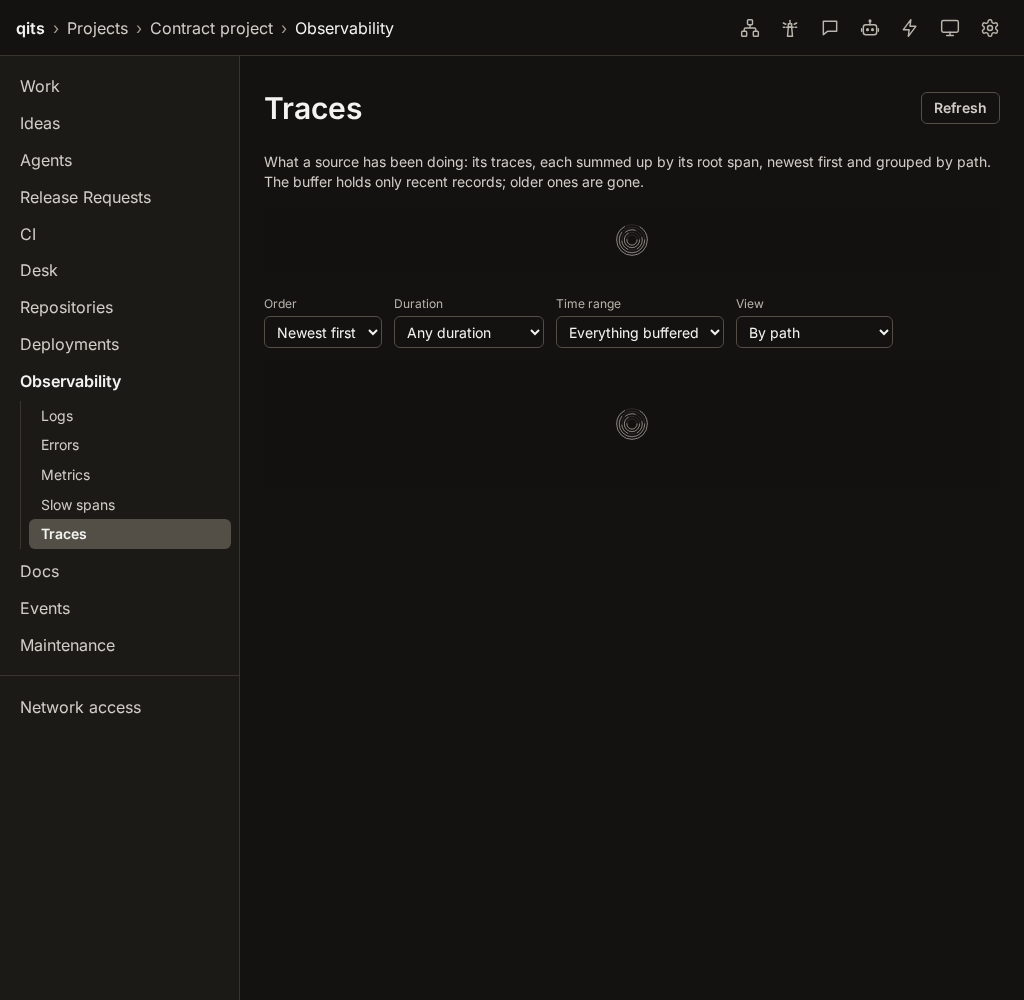 qits › Projects › Contract project › Observability
Work
Ideas
Agents
Release Requests
CI
Desk
Repositories
Deployments
Observability
Logs
Errors
Metrics
Slow spans
Traces
Docs
Events
Maintenance
Network access
Traces
Refresh
What a source has been doing: its traces, each summed up by its root span, newest first and grouped by path.
The buffer holds only recent records; older ones are gone.
Order Duration Time range View
Newest first Any duration Everything buffered By path